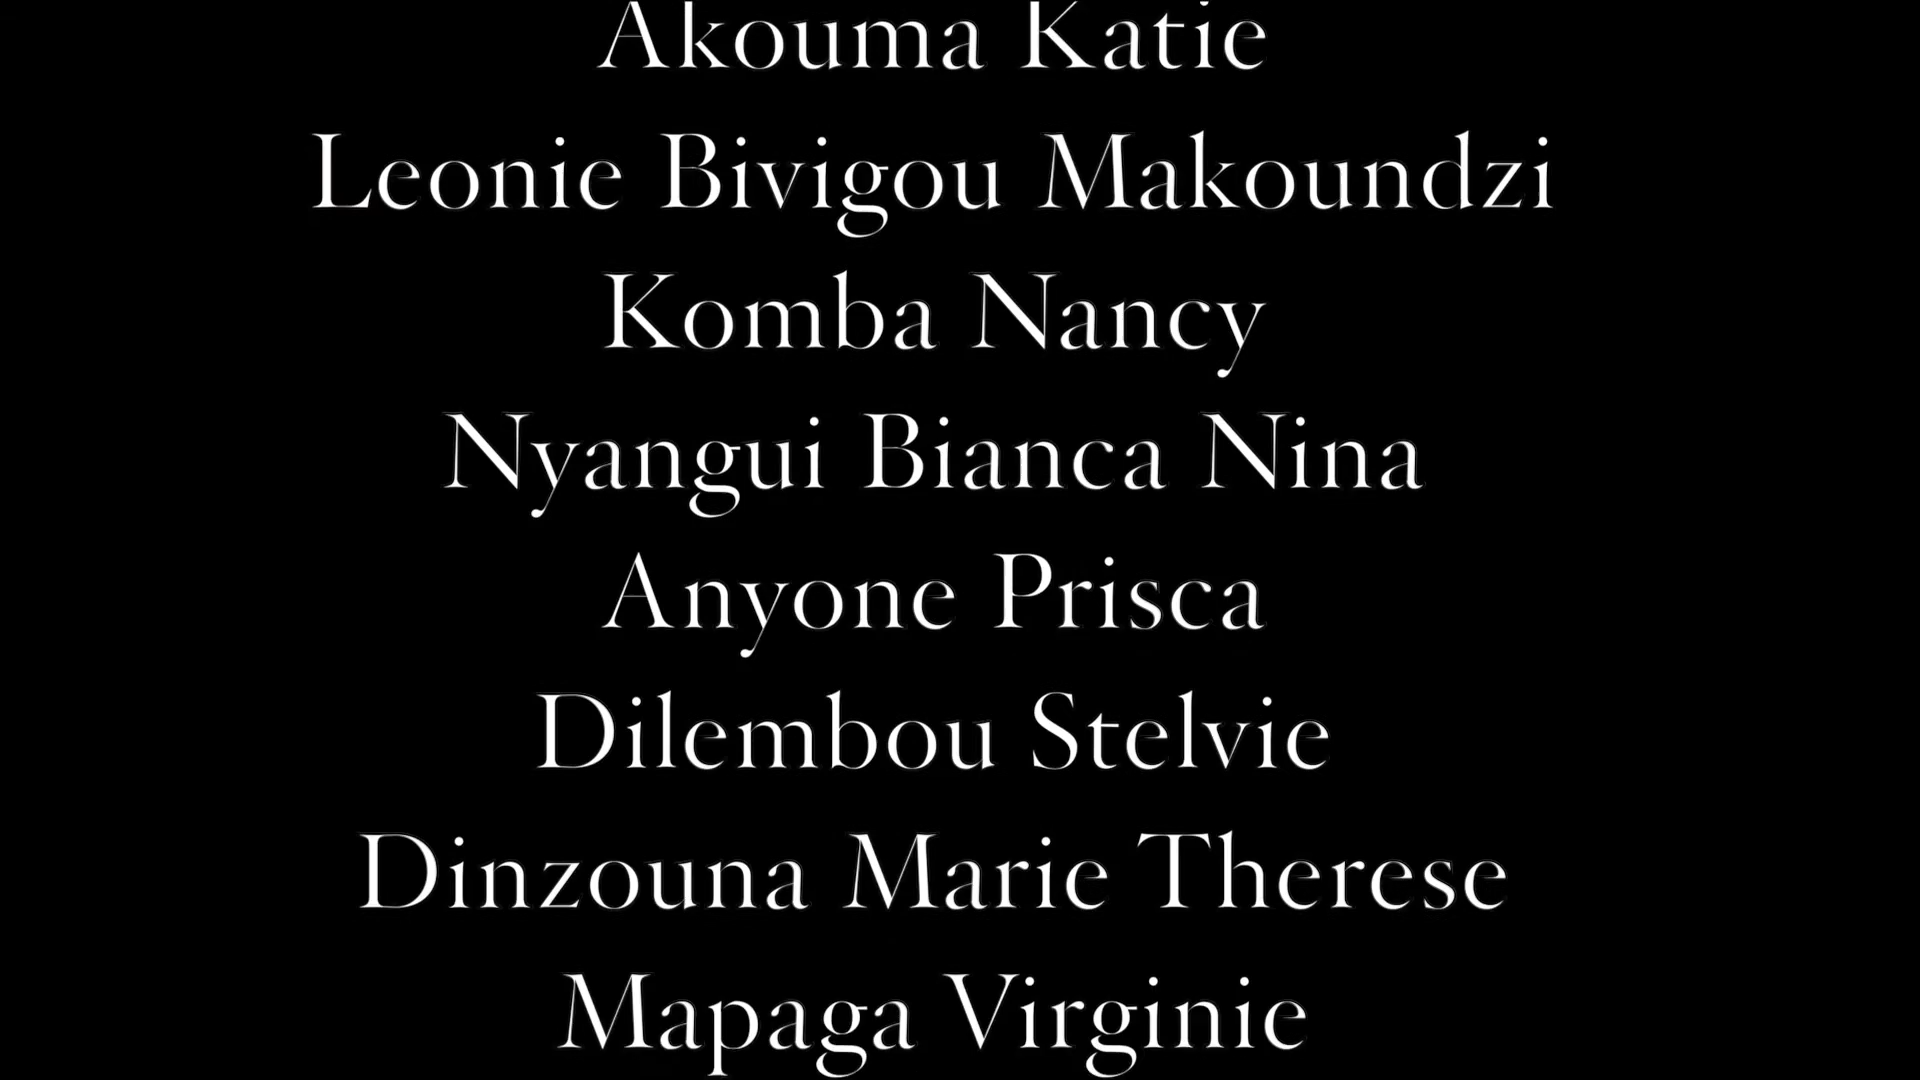 Akouma Katie
Leonie Bivigou Makoundzi
Komba Nancy
Nyangui Bianca Nina
Anyone Prisca
Dilembou Stelvie
Dinzouna Marie Therese
Mapaga Virginie